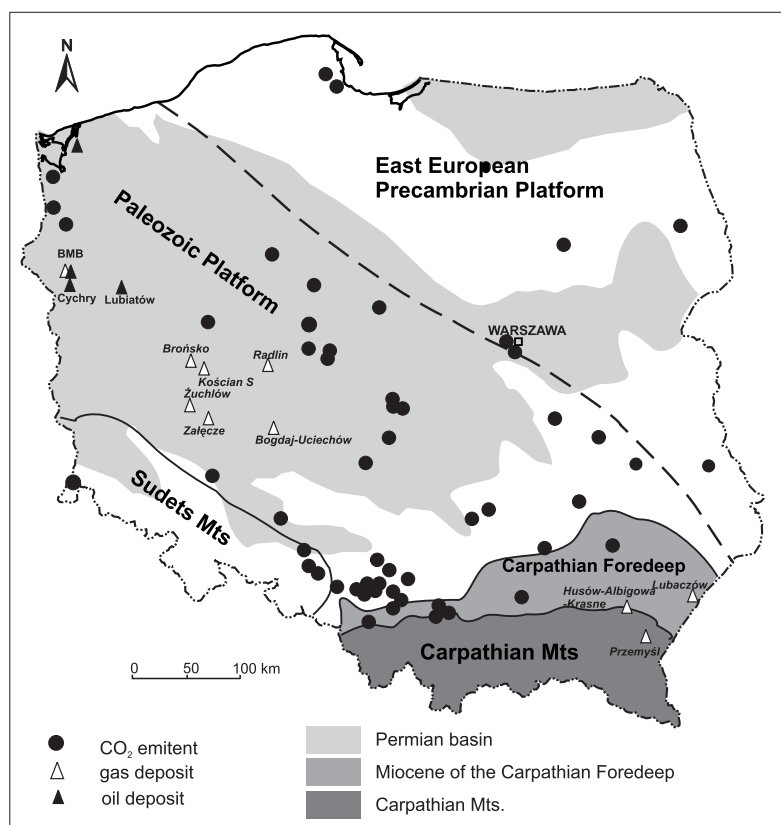 N
East European
Precambrian Platform
Paleozoic Platform
BMB
Cychry
Lubiatów
WARSZAWA
Brońsko
Radlin
Kościan S
Żuchlów
Załęcze
Bogdaj-Uciechów
Sudets Mts
Carpathian Foredeep
Husów-Albigowa
-Krasne
Lubaczów
Carpathian Mts
Przemyśl
0 50 100 km
CO₂ emitent
gas deposit
oil deposit
Permian basin
Miocene of the Carpathian Foredeep
Carpathian Mts.